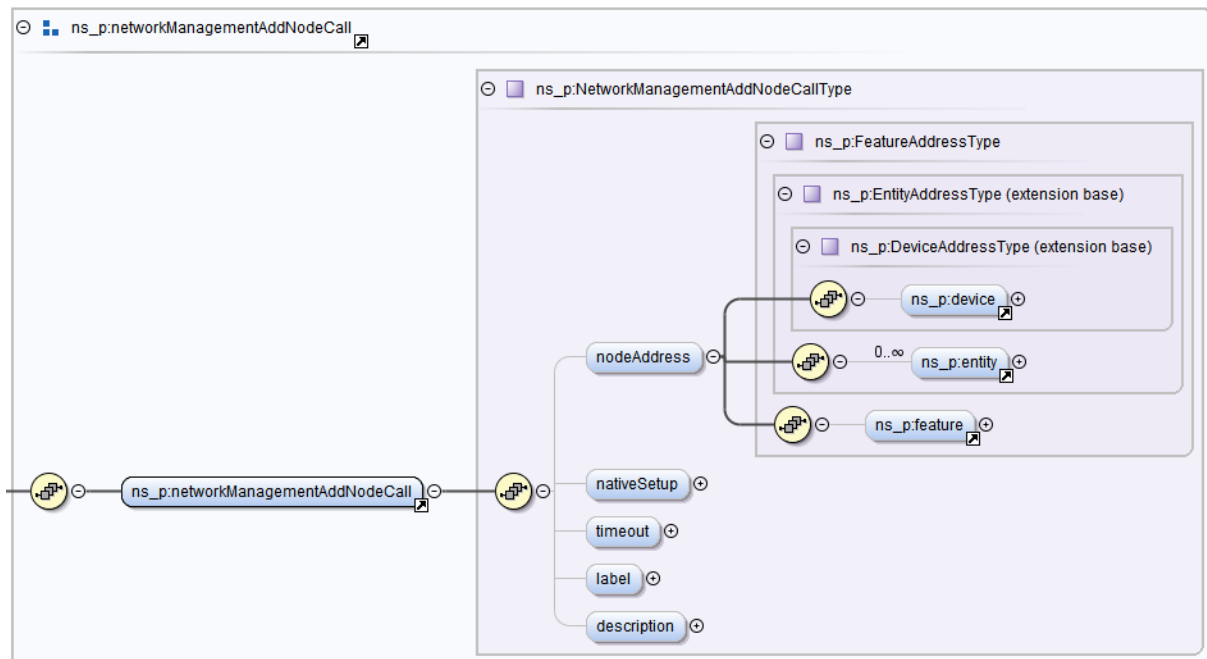 ns_p:networkManagementAddNodeCall
ns_p:NetworkManagementAddNodeCallType
ns_p:FeatureAddressType
ns_p:EntityAddressType (extension base)
ns_p:DeviceAddressType (extension base)
ns_p:device
nodeAddress
0..∞
ns_p:entity
ns_p:feature
ns_p:networkManagementAddNodeCall
nativeSetup
timeout
label
description